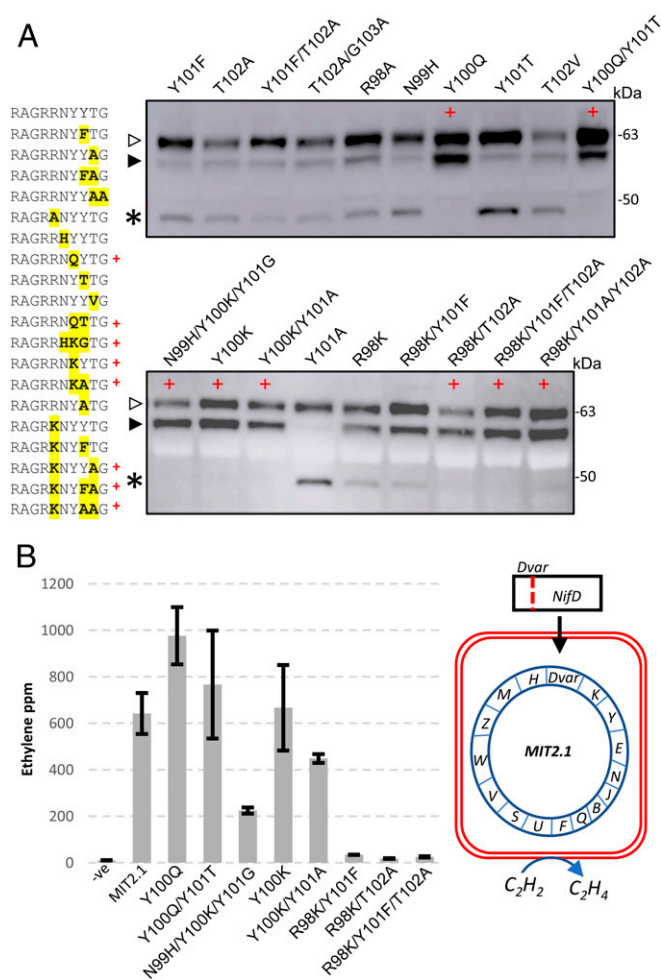 A
Y101F
T102A
Y101F/T102A
T102A/G103A
R98A
N99H
Y100Q
Y101T
T102V
Y100Q/Y101T
kDa
+ +
-63
-50
*
RAGRRNYYTG
RAGRRNYFTG
RAGRRNYYAG
RAGRRNYFAG
RAGRRNYYAA
RAGRANYYTG
RAGRRHYYTG
RAGRRNQYTG +
RAGRRNYTTG
RAGRRNYYVG
RAGRRNQTTG +
RAGRRHKGTG +
RAGRRNKYTG +
RAGRRNKATG +
RAGRRNYATG
RAGRKNYYTG
RAGRKNYFTG
RAGRKNYYAG +
RAGRKNYFAG +
RAGRKNYAAG +
N99H/Y100K/Y101G
Y100K
Y100K/Y101A
Y101A
R98K
R98K/Y101F
R98K/T102A
R98K/Y101F/T102A
R98K/Y101A/Y102A
kDa
+ + + + + +
-63
-50
*
B
Ethylene ppm
1200
1000
800
600
400
200
0
-ve
MIT2.1
Y100Q
Y100Q/Y101T
N99H/Y100K/Y101G
Y100K
Y100K/Y101A
R98K/Y101F
R98K/T102A
R98K/Y101F/T102A
Dvar
NifD
H Dvar K Y E N J B Q F U S V W Z M
MIT2.1
C2H2 C2H4